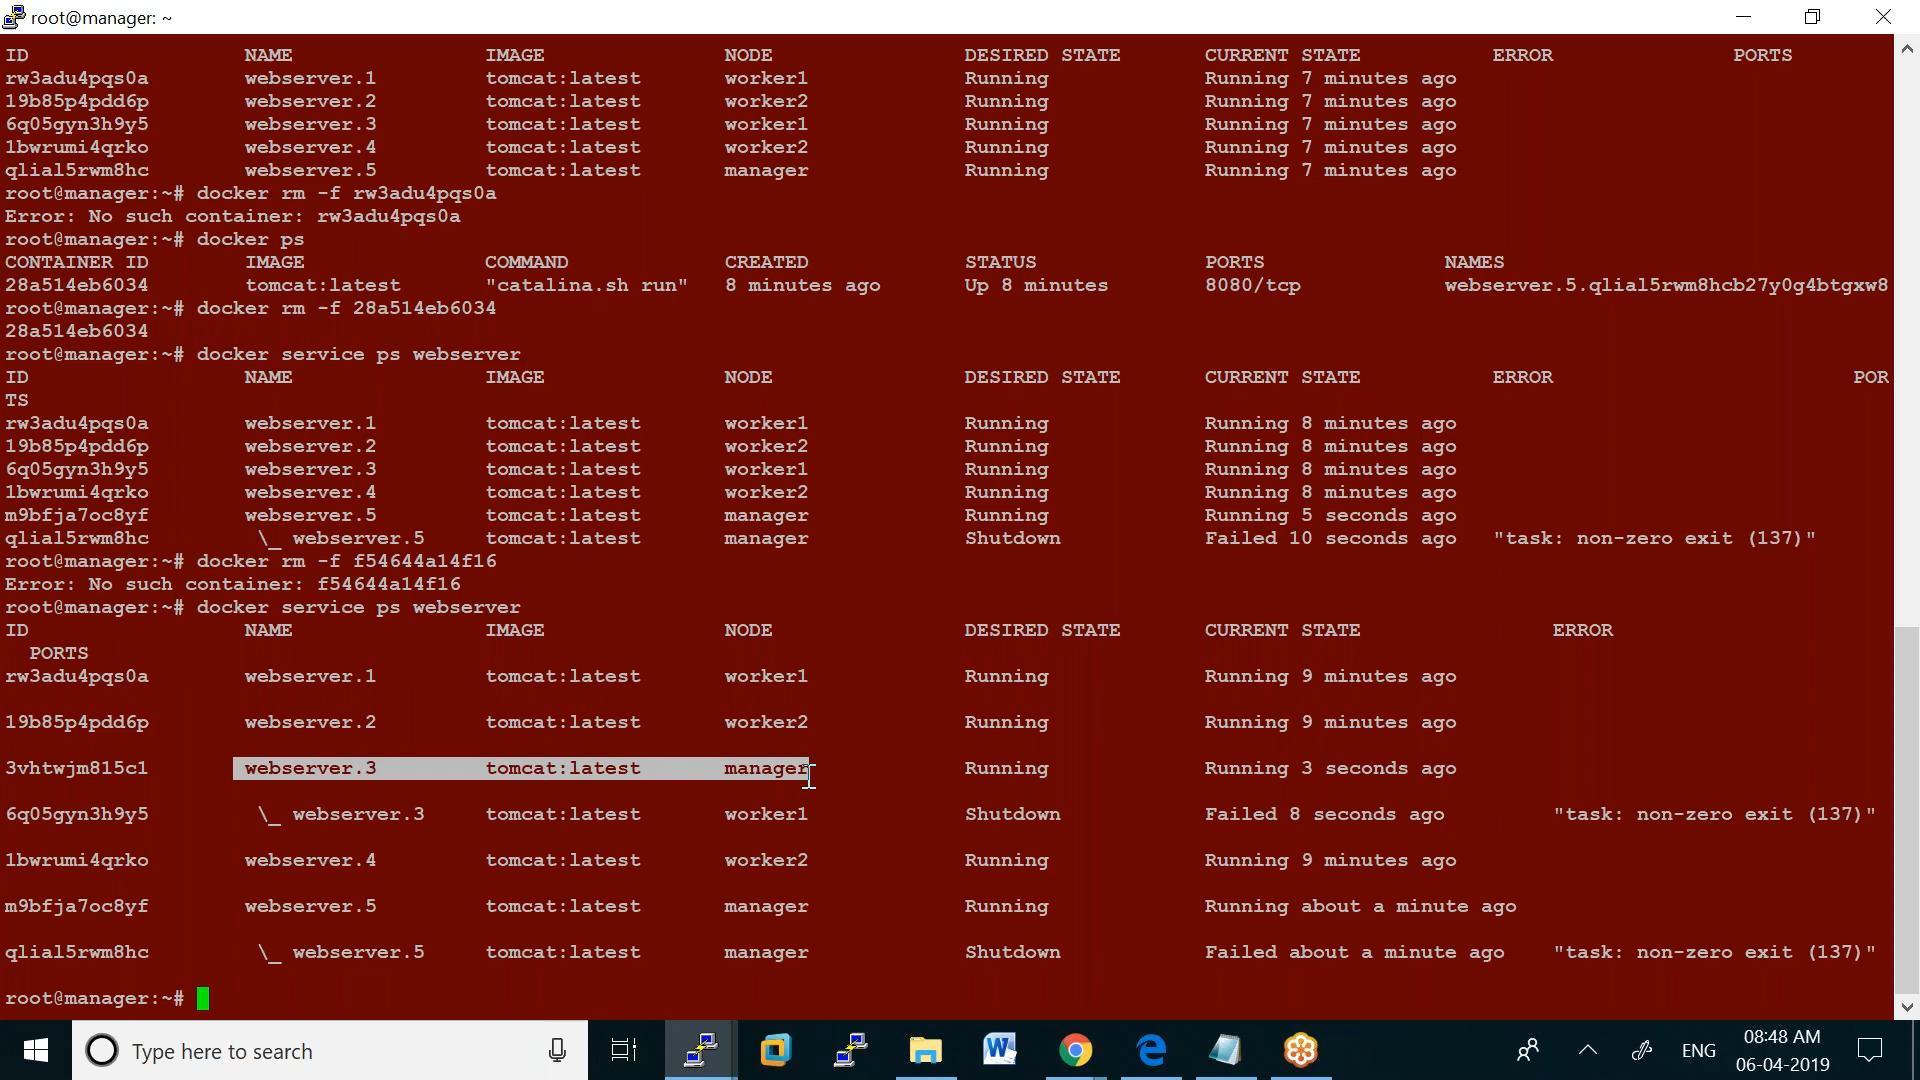 root@manager: ~
ID NAME IMAGE NODE DESIRED STATE CURRENT STATE ERROR PORTS
rw3adu4pqs0a webserver.1 tomcat:latest worker1 Running Running 7 minutes ago
19b85p4pdd6p webserver.2 tomcat:latest worker2 Running Running 7 minutes ago
6q05gyn3h9y5 webserver.3 tomcat:latest worker1 Running Running 7 minutes ago
1bwrumi4qrko webserver.4 tomcat:latest worker2 Running Running 7 minutes ago
qlial5rwm8hc webserver.5 tomcat:latest manager Running Running 7 minutes ago
root@manager:~# docker rm -f rw3adu4pqs0a
Error: No such container: rw3adu4pqs0a
root@manager:~# docker ps
CONTAINER ID IMAGE COMMAND CREATED STATUS PORTS NAMES
28a514eb6034 tomcat:latest "catalina.sh run" 8 minutes ago Up 8 minutes 8080/tcp webserver.5.qlial5rwm8hcb27y0g4btgxw8
root@manager:~# docker rm -f 28a514eb6034
28a514eb6034
root@manager:~# docker service ps webserver
ID NAME IMAGE NODE DESIRED STATE CURRENT STATE ERROR POR
TS
rw3adu4pqs0a webserver.1 tomcat:latest worker1 Running Running 8 minutes ago
19b85p4pdd6p webserver.2 tomcat:latest worker2 Running Running 8 minutes ago
6q05gyn3h9y5 webserver.3 tomcat:latest worker1 Running Running 8 minutes ago
1bwrumi4qrko webserver.4 tomcat:latest worker2 Running Running 8 minutes ago
m9bfja7oc8yf webserver.5 tomcat:latest manager Running Running 5 seconds ago
qlial5rwm8hc \_ webserver.5 tomcat:latest manager Shutdown Failed 10 seconds ago "task: non-zero exit (137)"
root@manager:~# docker rm -f f54644a14f16
Error: No such container: f54644a14f16
root@manager:~# docker service ps webserver
ID NAME IMAGE NODE DESIRED STATE CURRENT STATE ERROR
PORTS
rw3adu4pqs0a webserver.1 tomcat:latest worker1 Running Running 9 minutes ago
19b85p4pdd6p webserver.2 tomcat:latest worker2 Running Running 9 minutes ago
3vhtwjm815c1 webserver.3 tomcat:latest manager Running Running 3 seconds ago
6q05gyn3h9y5 \_ webserver.3 tomcat:latest worker1 Shutdown Failed 8 seconds ago "task: non-zero exit (137)"
1bwrumi4qrko webserver.4 tomcat:latest worker2 Running Running 9 minutes ago
m9bfja7oc8yf webserver.5 tomcat:latest manager Running Running about a minute ago
qlial5rwm8hc \_ webserver.5 tomcat:latest manager Shutdown Failed about a minute ago "task: non-zero exit (137)"
root@manager:~#
Type here to search
ENG
08:48 AM
06-04-2019